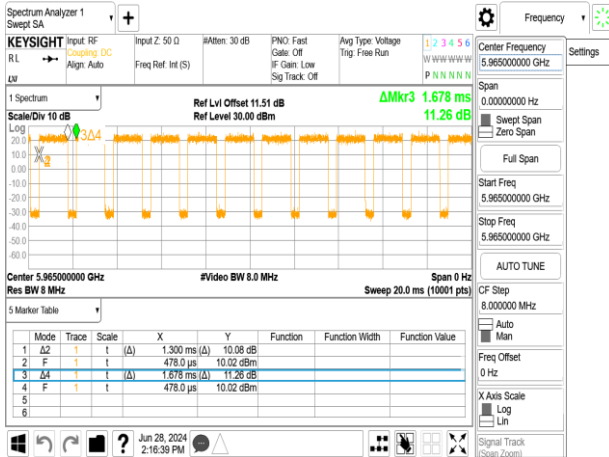 Spectrum Analyzer 1
Swept SA
Frequency
KEYSIGHT
Input: RF
Input Z: 50 Ω
#Atten: 30 dB
PNO: Fast
Avg Type: Voltage
1 2 3 4 5 6
RL
Coupling: DC
Gate: Off
Trig: Free Run
Align: Auto
Freq Ref: Int (S)
IF Gain: Low
W W W W W W
Sig Track: Off
P N N N N N
Center Frequency
5.965000000 GHz
Settings
Span
0.00000000 Hz
Swept Span
Zero Span
Full Span
Start Freq
5.965000000 GHz
Stop Freq
5.965000000 GHz
AUTO TUNE
CF Step
8.000000 MHz
Auto
Man
Freq Offset
0 Hz
X Axis Scale
Log
Lin
Signal Track
(Span Zoom)
1 Spectrum
Ref Lvl Offset 11.51 dB
ΔMkr3 1.678 ms
Scale/Div 10 dB
Ref Level 30.00 dBm
11.26 dB
Log
3Δ4
20.0
10.0
0.00
-10.0
-20.0
-30.0
-40.0
-50.0
-60.0
Center 5.965000000 GHz
#Video BW 8.0 MHz
Span 0 Hz
Res BW 8 MHz
Sweep 20.0 ms (10001 pts)
5 Marker Table
Mode Trace Scale X Y Function Function Width Function Value
1 Δ2 1 t (Δ) 1.300 ms (Δ) 10.08 dB
2 F 1 t 478.0 µs 10.02 dBm
3 Δ4 1 t (Δ) 1.678 ms (Δ) 11.26 dB
4 F 1 t 478.0 µs 10.02 dBm
5
6
?
Jun 28, 2024
2:16:39 PM